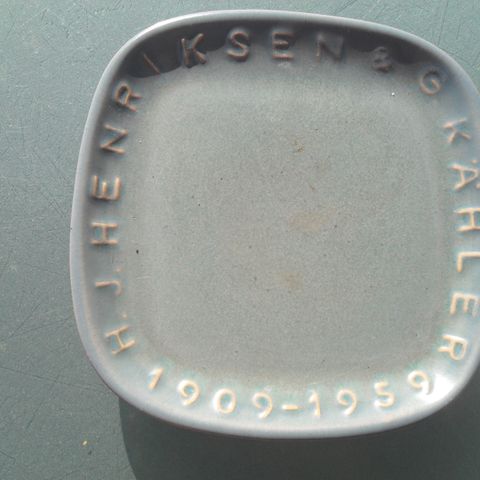 H.J. HENRIKSEN & G KÄHLER
1909-1959